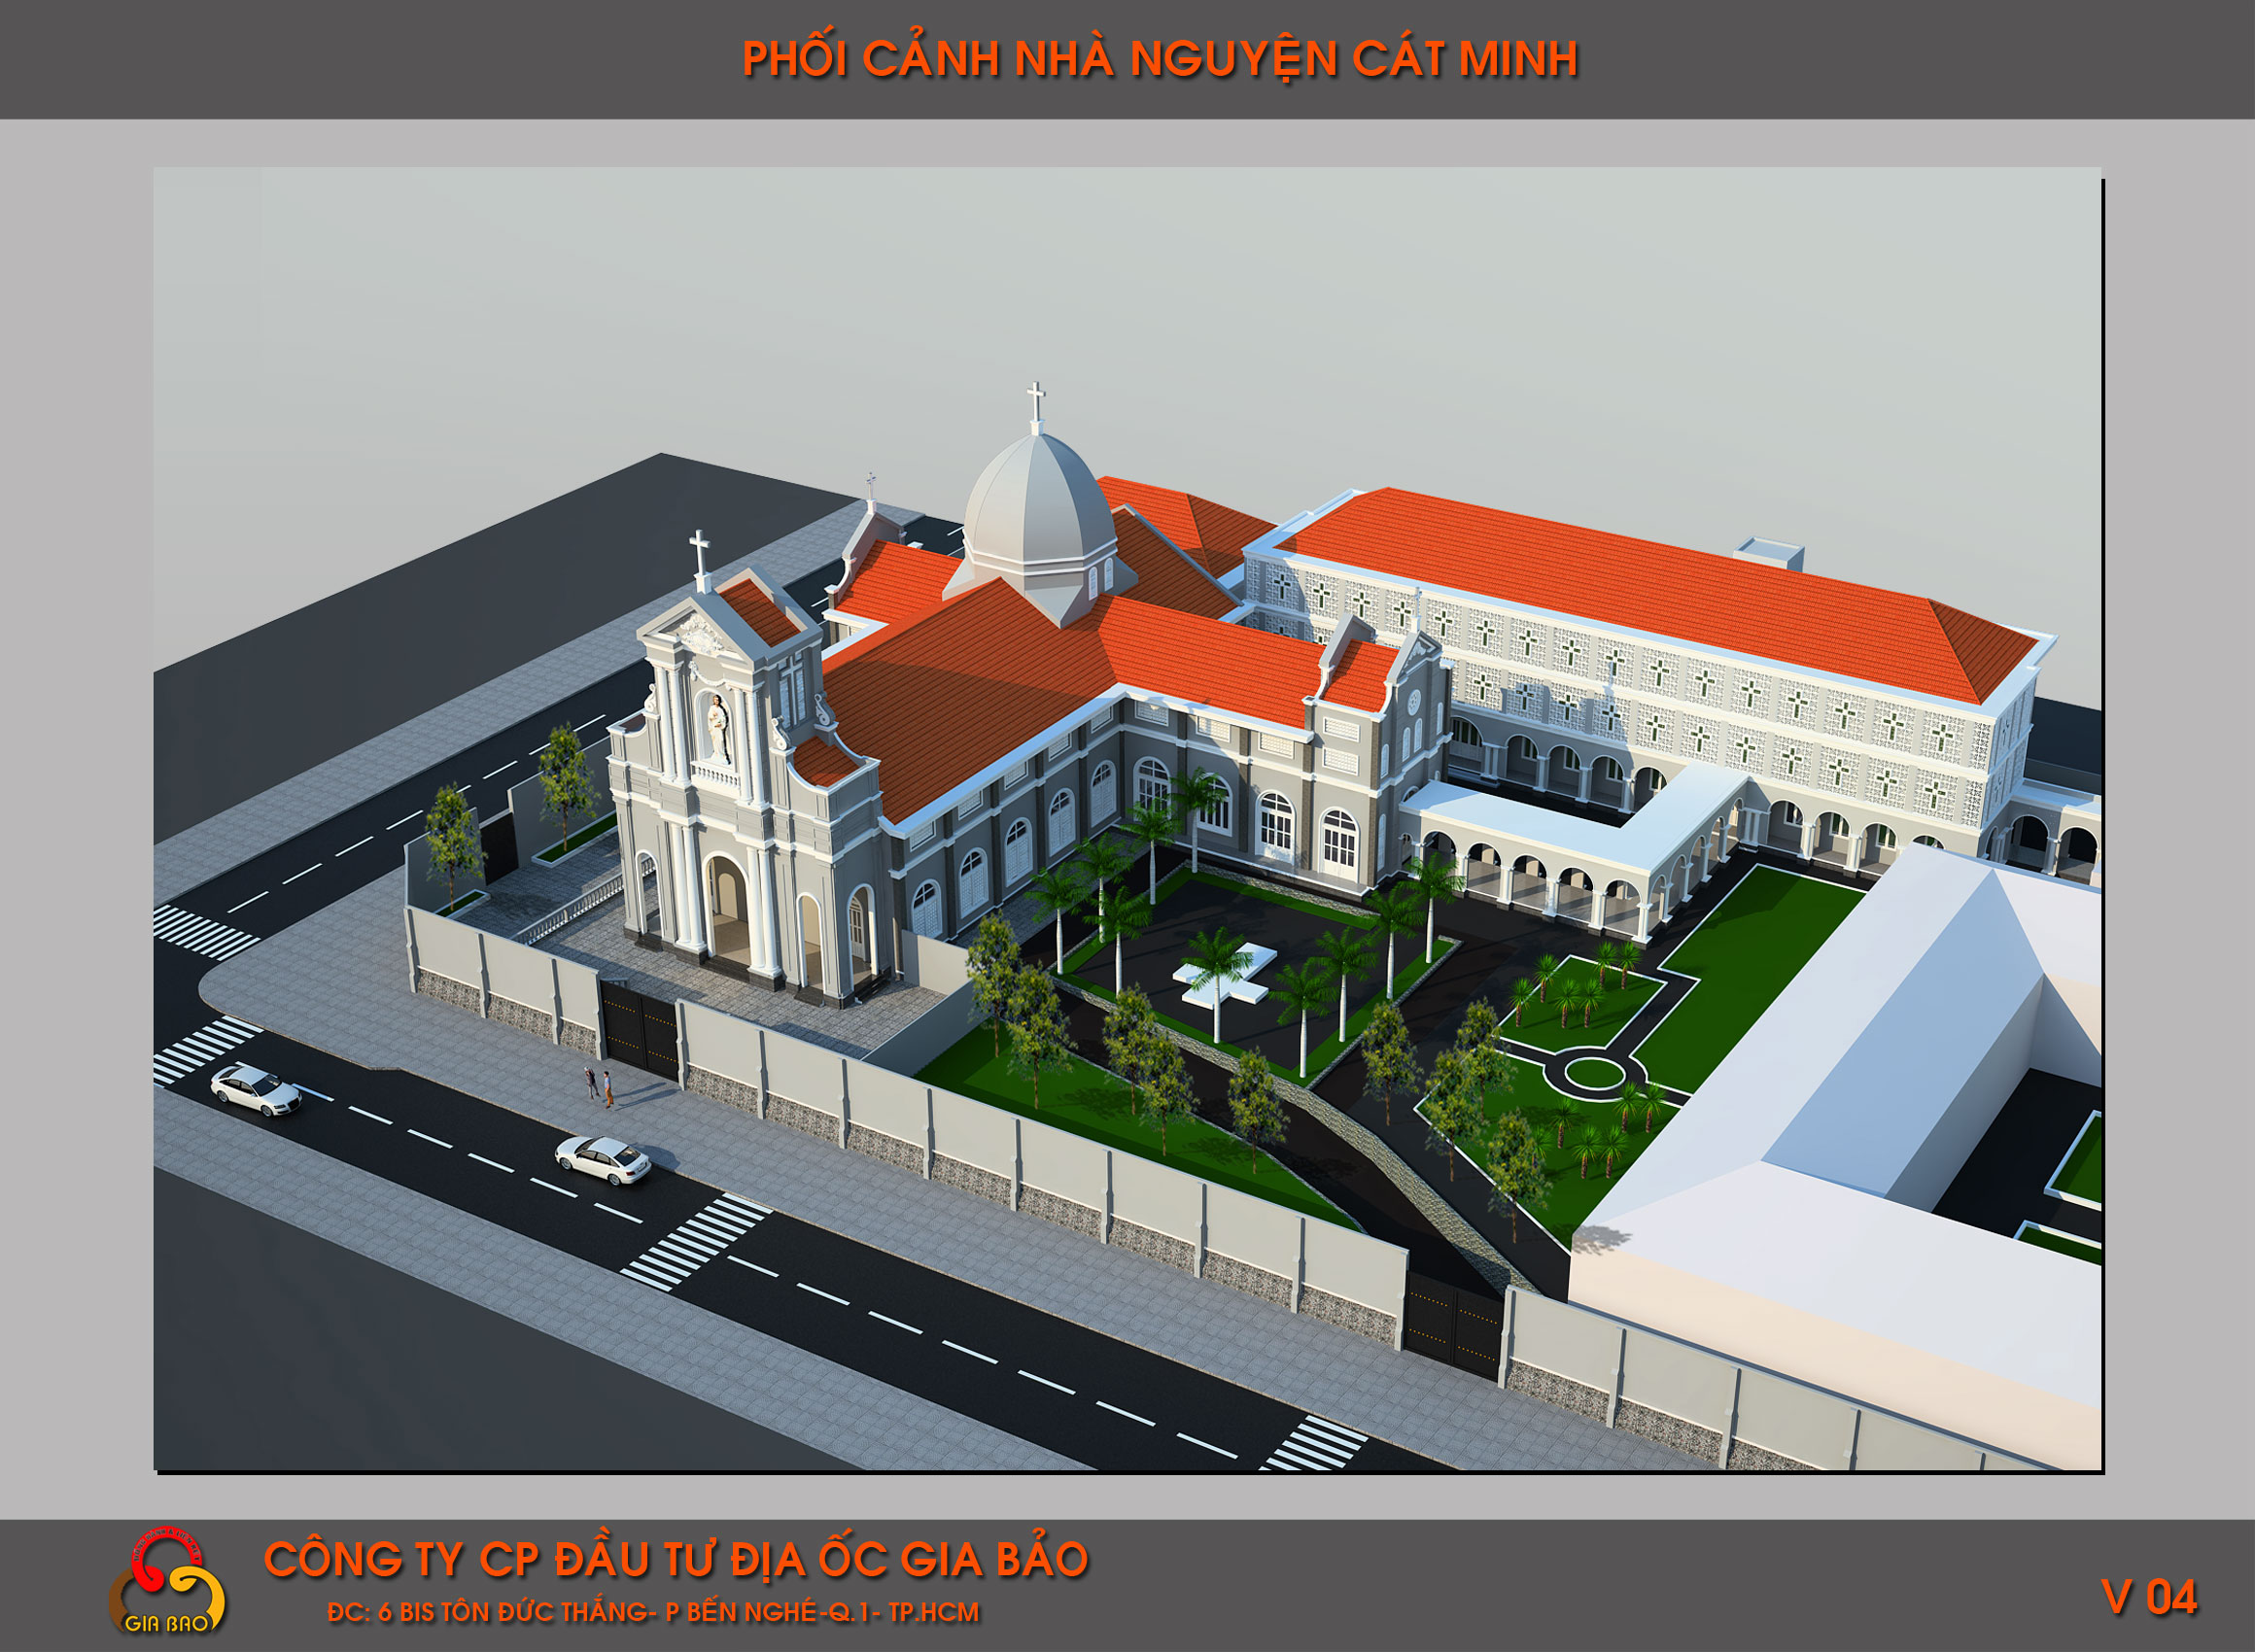 PHỐI CẢNH NHÀ NGUYỆN CÁT MINH
CÔNG TY CP ĐẦU TƯ ĐỊA ỐC GIA BẢO
ĐC: 6 BIS TÔN ĐỨC THẮNG- P BẾN NGHÉ-Q.1- TP.HCM
GIA BAO
V 04